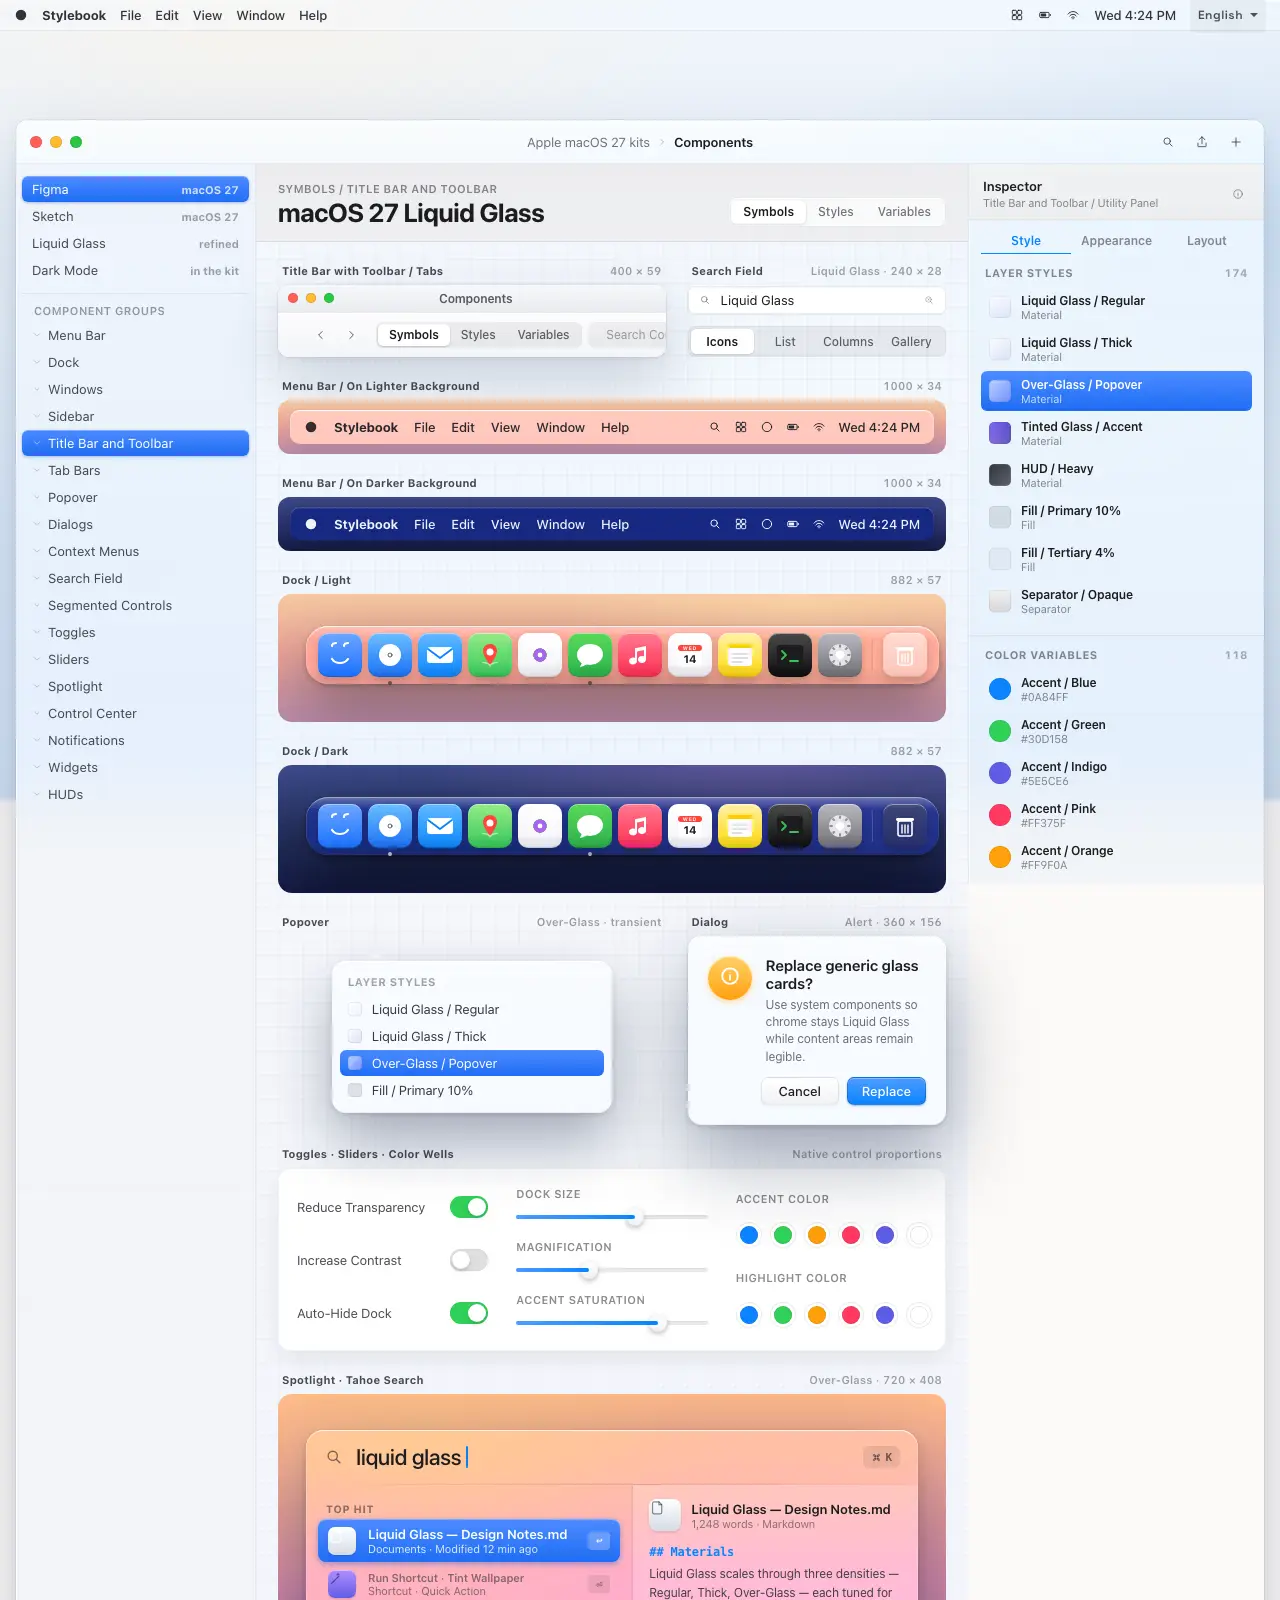 Stylebook File Edit View Window Help
Wed 4:24 PM English
Apple macOS 27 kits › Components
Figma macOS 27
Sketch macOS 27
Liquid Glass refined
Dark Mode in the kit
COMPONENT GROUPS
Menu Bar
Dock
Windows
Sidebar
Title Bar and Toolbar
Tab Bars
Popover
Dialogs
Context Menus
Search Field
Segmented Controls
Toggles
Sliders
Spotlight
Control Center
Notifications
Widgets
HUDs
SYMBOLS / TITLE BAR AND TOOLBAR
macOS 27 Liquid Glass
Symbols Styles Variables
Title Bar with Toolbar / Tabs 400 × 59
Components
Symbols Styles Variables Search Co
Search Field Liquid Glass · 240 × 28
Liquid Glass
Icons List Columns Gallery
Menu Bar / On Lighter Background 1000 × 34
Stylebook File Edit View Window Help Wed 4:24 PM
Menu Bar / On Darker Background 1000 × 34
Stylebook File Edit View Window Help Wed 4:24 PM
Dock / Light 882 × 57
WED
14
Dock / Dark 882 × 57
WED
14
Popover Over-Glass · transient
LAYER STYLES
Liquid Glass / Regular
Liquid Glass / Thick
Over-Glass / Popover
Fill / Primary 10%
Dialog Alert · 360 × 156
Replace generic glass
cards?
Use system components so
chrome stays Liquid Glass
while content areas remain
legible.
Cancel Replace
Toggles · Sliders · Color Wells Native control proportions
Reduce Transparency
Increase Contrast
Auto-Hide Dock
DOCK SIZE
MAGNIFICATION
ACCENT SATURATION
ACCENT COLOR
HIGHLIGHT COLOR
Spotlight · Tahoe Search Over-Glass · 720 × 408
liquid glass ⌘ K
TOP HIT
Liquid Glass — Design Notes.md
Documents · Modified 12 min ago
Run Shortcut · Tint Wallpaper
Shortcut · Quick Action
Liquid Glass — Design Notes.md
1,248 words · Markdown
## Materials
Liquid Glass scales through three densities —
Regular, Thick, Over-Glass — each tuned for
Inspector
Title Bar and Toolbar / Utility Panel
Style Appearance Layout
LAYER STYLES 174
Liquid Glass / Regular
Material
Liquid Glass / Thick
Material
Over-Glass / Popover
Material
Tinted Glass / Accent
Material
HUD / Heavy
Material
Fill / Primary 10%
Fill
Fill / Tertiary 4%
Fill
Separator / Opaque
Separator
COLOR VARIABLES 118
Accent / Blue
#0A84FF
Accent / Green
#30D158
Accent / Indigo
#5E5CE6
Accent / Pink
#FF375F
Accent / Orange
#FF9F0A